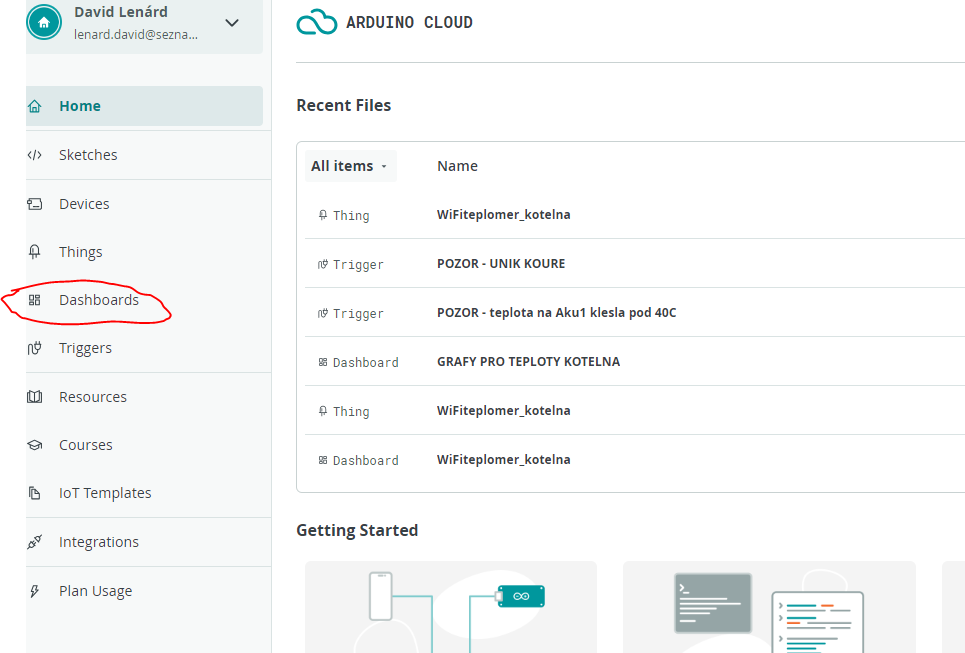 David Lenárd
lenard.david@sezna...
ARDUINO CLOUD
Home
Sketches
Devices
Things
Dashboards
Triggers
Resources
Courses
IoT Templates
Integrations
Plan Usage
Recent Files
All items Name
Thing WiFiteplomer_kotelna
Trigger POZOR - UNIK KOURE
Trigger POZOR - teplota na Aku1 klesla pod 40C
Dashboard GRAFY PRO TEPLOTY KOTELNA
Thing WiFiteplomer_kotelna
Dashboard WiFiteplomer_kotelna
Getting Started